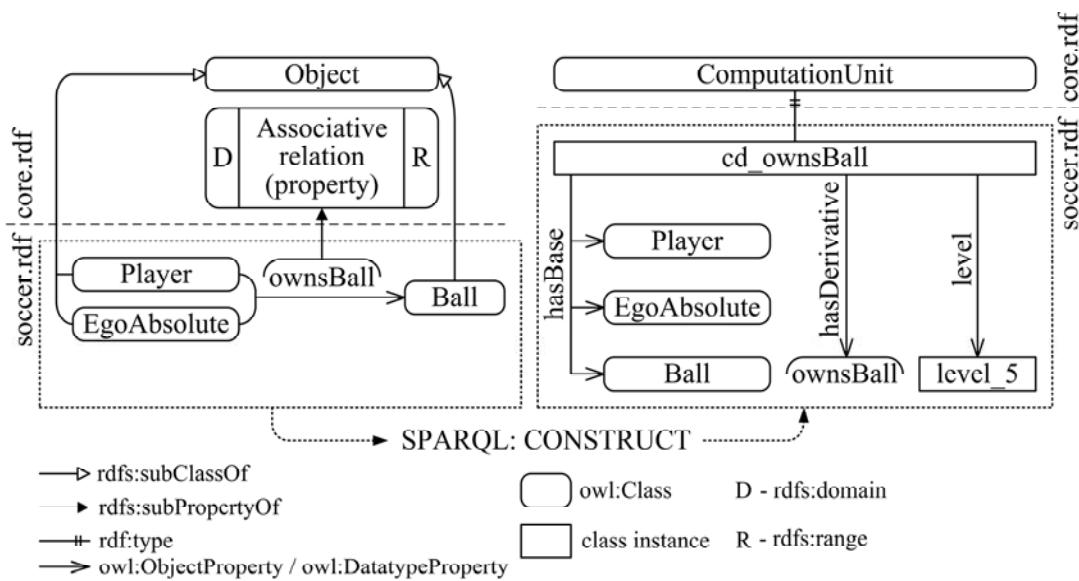 Object
Associative
relation
(property)
D
R
core.rdf
soccer.rdf
Player
EgoAbsolute
ownsBall
Ball
ComputationUnit
core.rdf
soccer.rdf
cd_ownsBall
hasBase
Player
EgoAbsolute
Ball
hasDerivative
ownsBall
level
level_5
SPARQL: CONSTRUCT
rdfs:subClassOf
rdfs:subPropertyOf
rdf:type
owl:ObjectProperty / owl:DatatypeProperty
owl:Class
class instance
D - rdfs:domain
R - rdfs:range